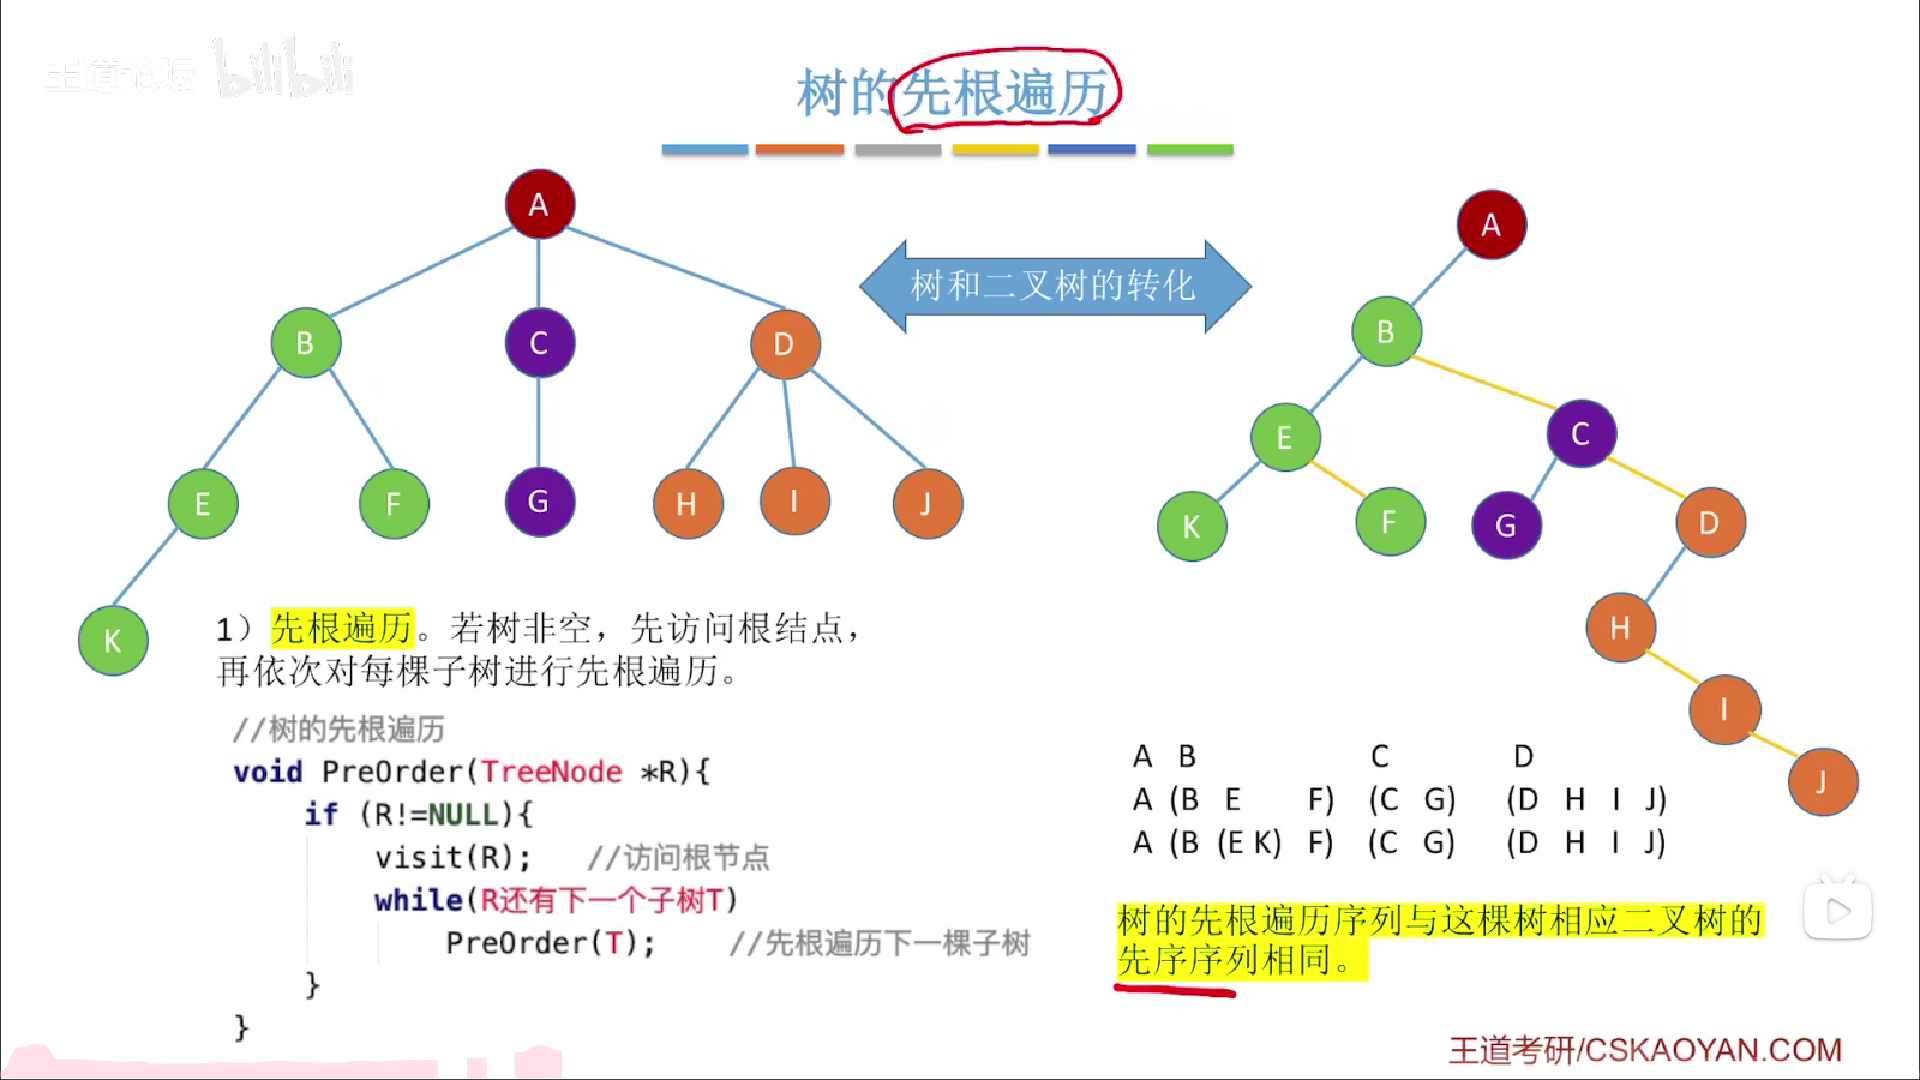 王道论坛 bilibili
树的先根遍历
A
B
C
D
E
F
G
H
I
J
K
树和二叉树的转化
A
B
E
C
K
F
G
D
H
I
J
1）先根遍历。若树非空，先访问根结点，
再依次对每棵子树进行先根遍历。
//树的先根遍历
void PreOrder(TreeNode *R){
if (R!=NULL){
visit(R); //访问根节点
while(R还有下一个子树T)
PreOrder(T); //先根遍历下一棵子树
}
}
A B C D
A (B E F) (C G) (D H I J)
A (B (E K) F) (C G) (D H I J)
树的先根遍历序列与这棵树相应二叉树的
先序序列相同。
王道考研/CSKAOYAN.COM